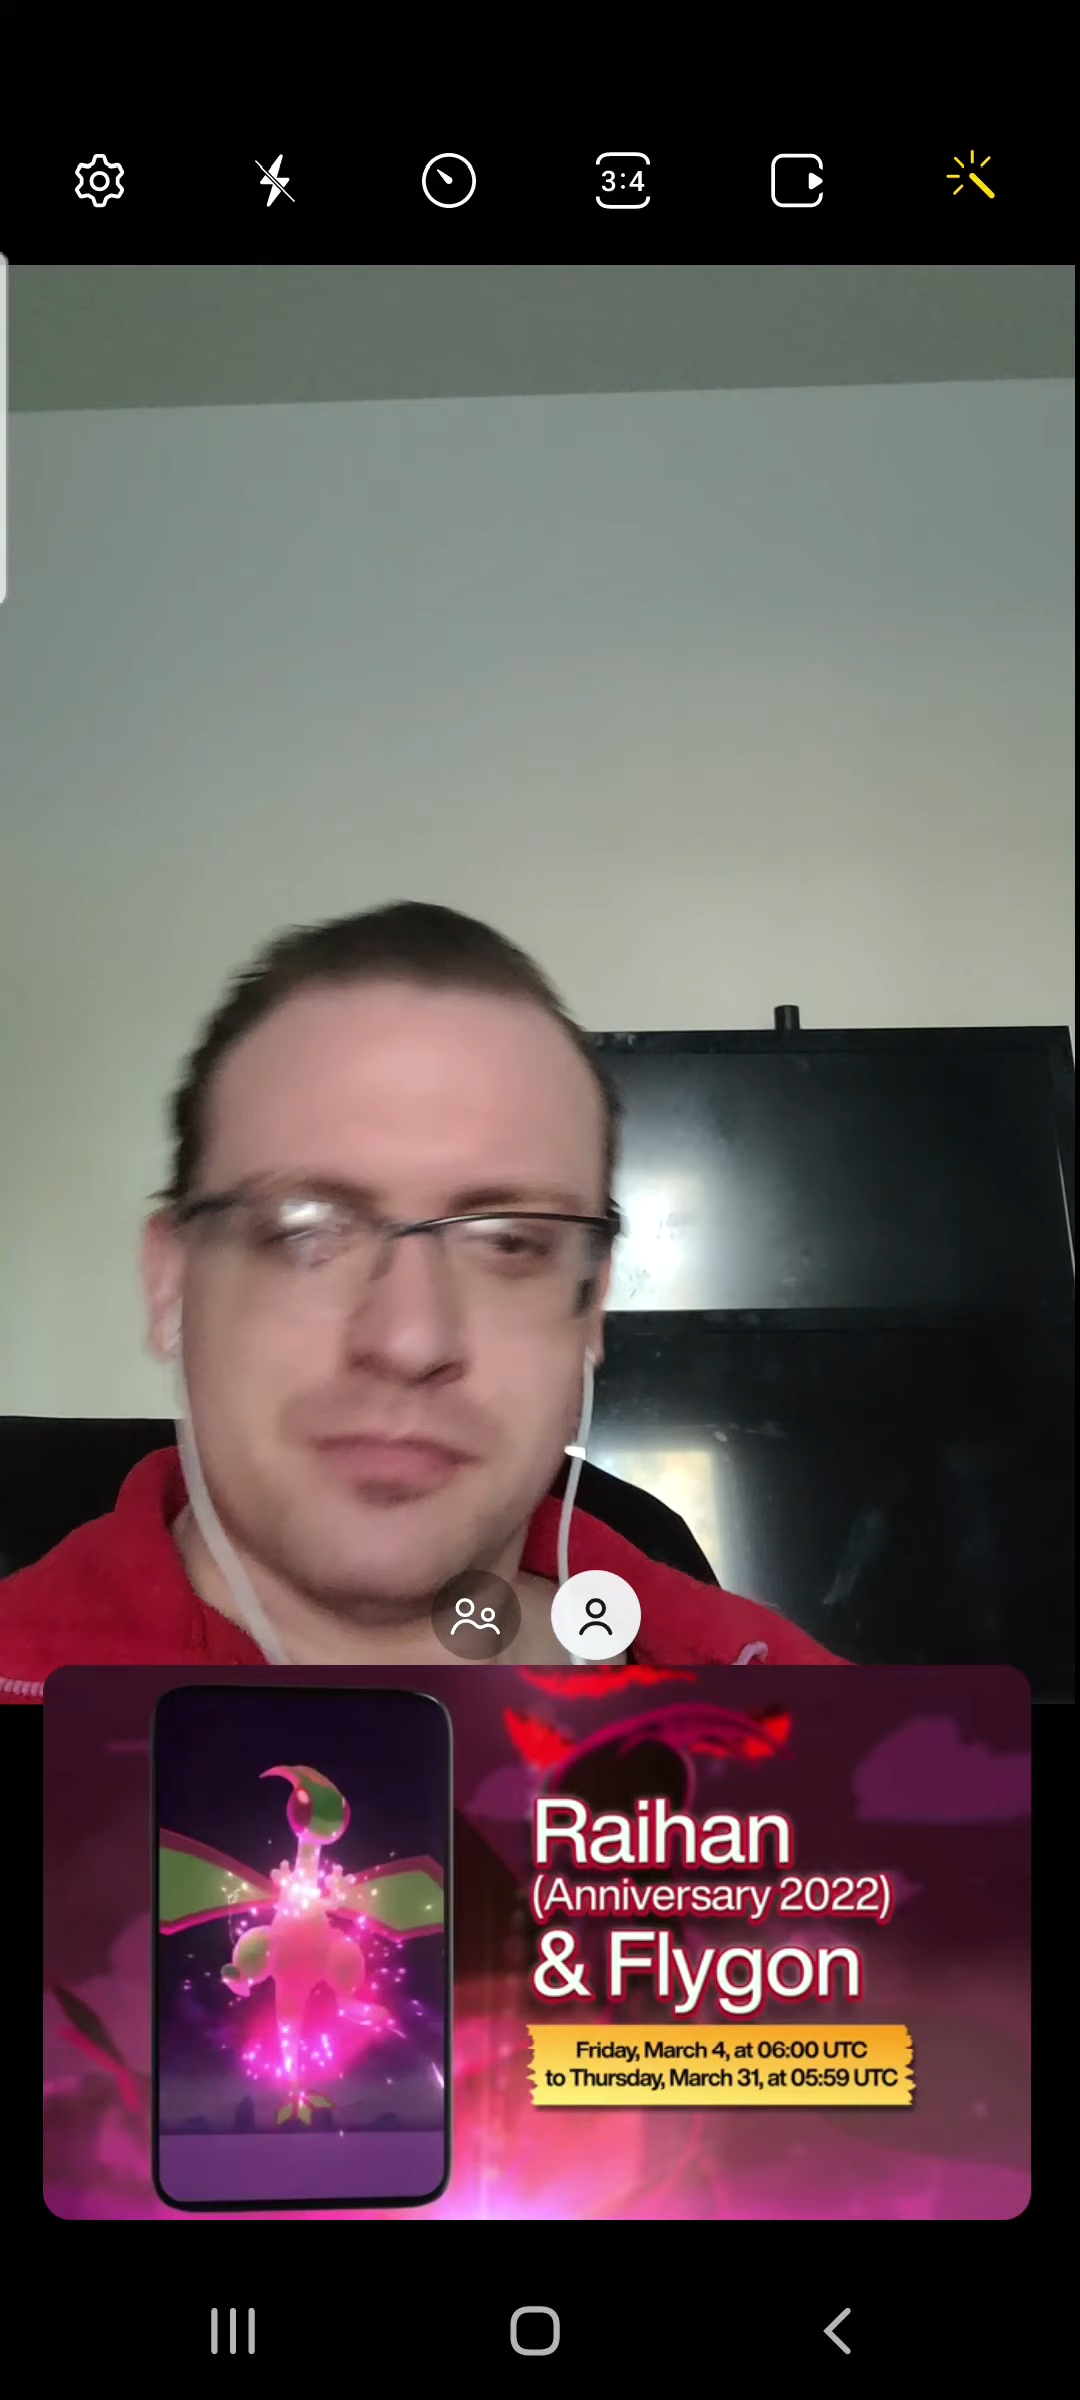 3:4
Raihan
(Anniversary 2022)
& Flygon
Friday, March 4, at 06:00 UTC
to Thursday, March 31, at 05:59 UTC